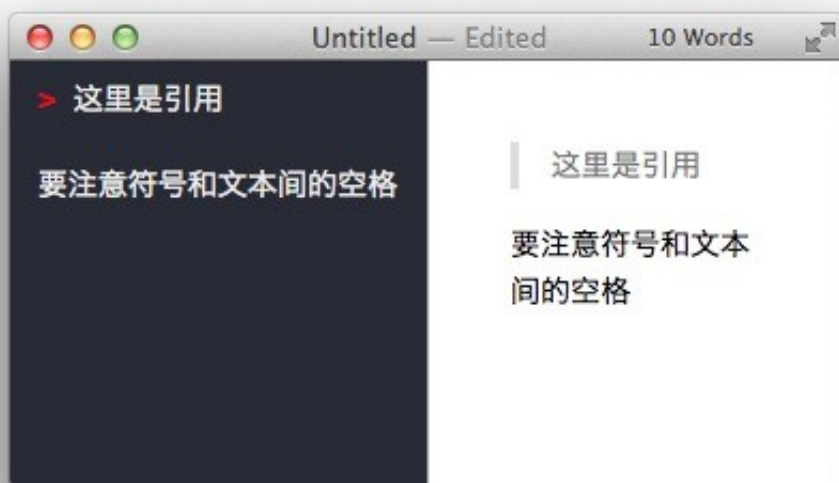 Untitled — Edited
10 Words
> 这里是引用
要注意符号和文本间的空格
这里是引用
要注意符号和文本
间的空格